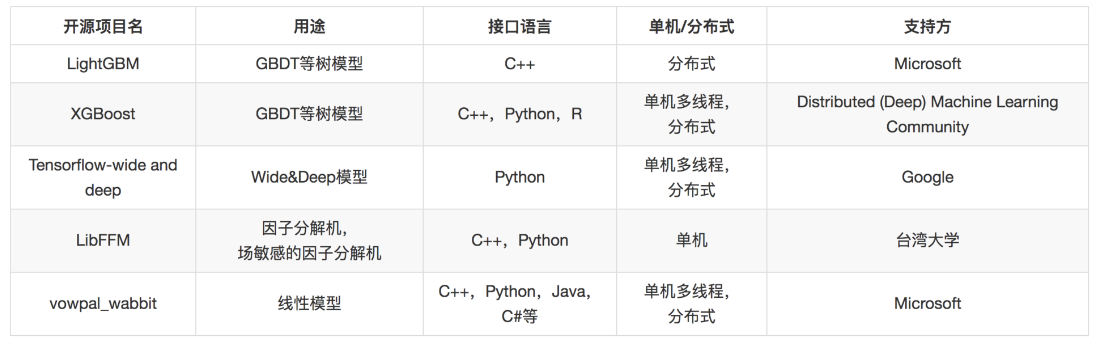 开源项目名 用途 接口语言 单机/分布式 支持方
LightGBM GBDT等树模型 C++ 分布式 Microsoft
XGBoost GBDT等树模型 C++，Python，R 单机多线程，
分布式 Distributed (Deep) Machine Learning
Community
Tensorflow-wide and
deep Wide&Deep模型 Python 单机多线程，
分布式 Google
LibFFM 因子分解机，
场敏感的因子分解机 C++，Python 单机 台湾大学
vowpal_wabbit 线性模型 C++，Python，Java，
C#等 单机多线程，
分布式 Microsoft